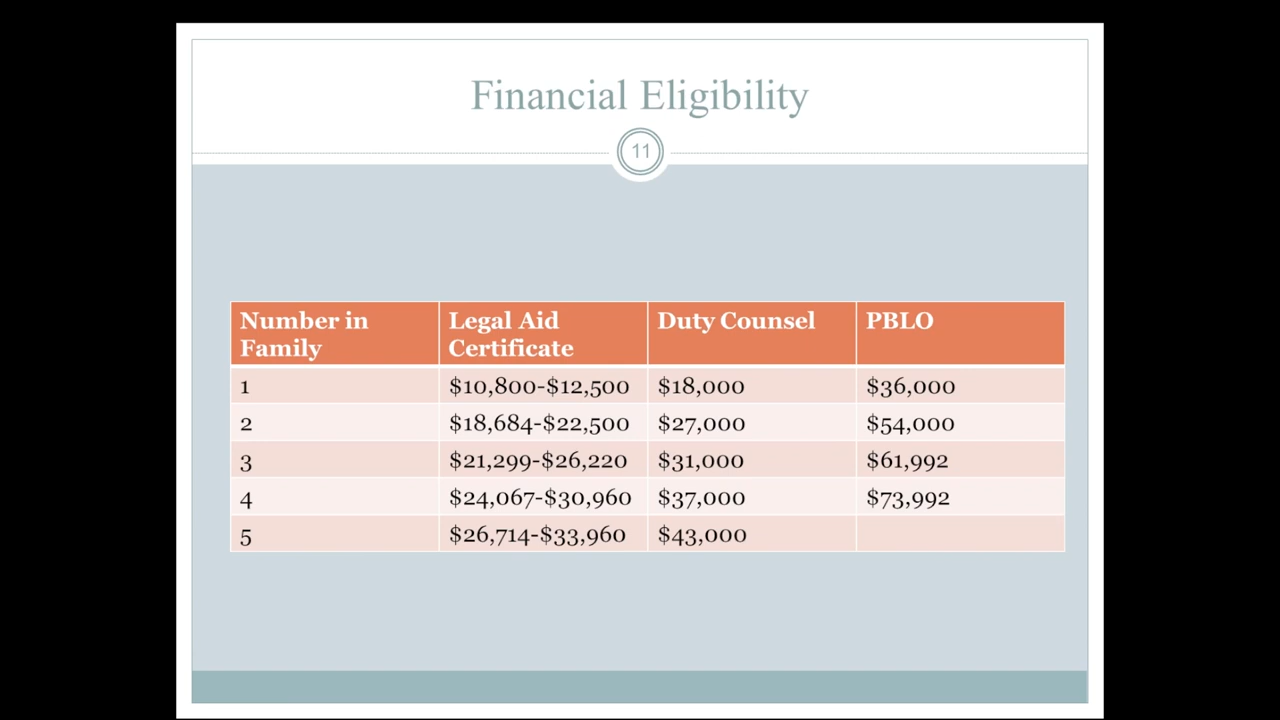 Financial Eligibility
11
Number in Family Legal Aid Certificate Duty Counsel PBLO
1 $10,800-$12,500 $18,000 $36,000
2 $18,684-$22,500 $27,000 $54,000
3 $21,299-$26,220 $31,000 $61,992
4 $24,067-$30,960 $37,000 $73,992
5 $26,714-$33,960 $43,000